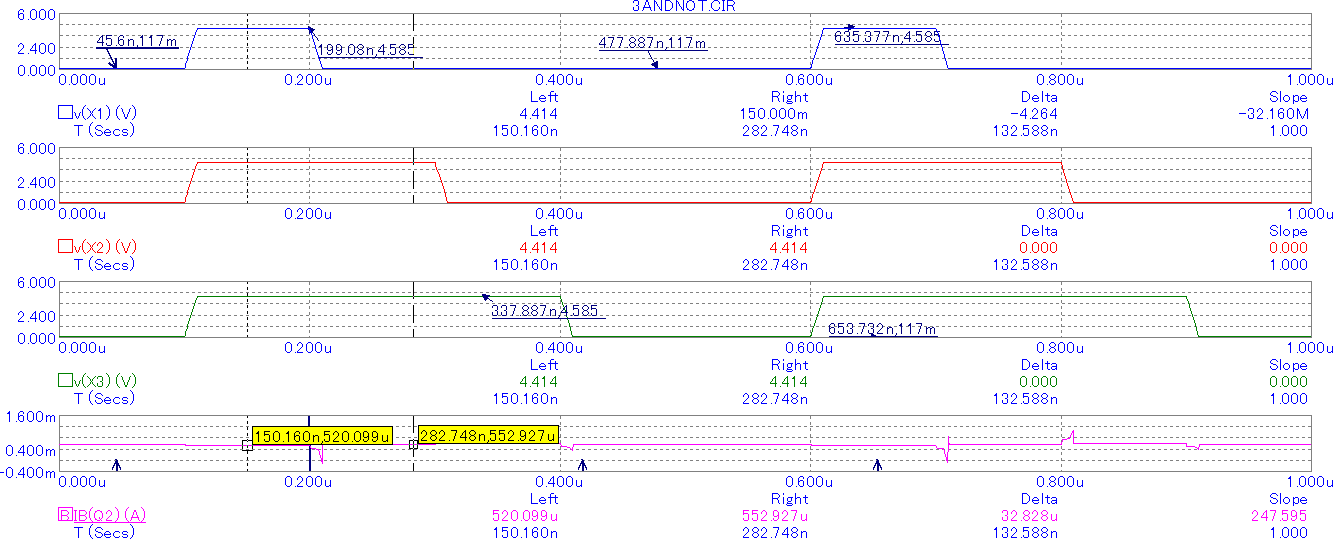 3ANDNOT.CIR
6.000
2.400
0.000
45.6n,117m
199.08n,4.585
477.887n,117m
635.377n,4.585
0.000u 0.200u 0.400u 0.600u 0.800u 1.000u
Left Right Delta Slope
v(X1) (V) 4.414 150.000m -4.264 -32.160M
T (Secs) 150.160n 282.748n 132.588n 1.000
6.000
2.400
0.000
0.000u 0.200u 0.400u 0.600u 0.800u 1.000u
Left Right Delta Slope
v(X2) (V) 4.414 4.414 0.000 0.000
T (Secs) 150.160n 282.748n 132.588n 1.000
6.000
2.400
0.000
337.887n,4.585
653.732n,117m
0.000u 0.200u 0.400u 0.600u 0.800u 1.000u
Left Right Delta Slope
v(X3) (V) 4.414 4.414 0.000 0.000
T (Secs) 150.160n 282.748n 132.588n 1.000
1.600m
0.400m
-0.400m
150.160n,520.099u
282.748n,552.927u
0.000u 0.200u 0.400u 0.600u 0.800u 1.000u
Left Right Delta Slope
B IB(Q2) (A) 520.099u 552.927u 32.828u 247.595
T (Secs) 150.160n 282.748n 132.588n 1.000